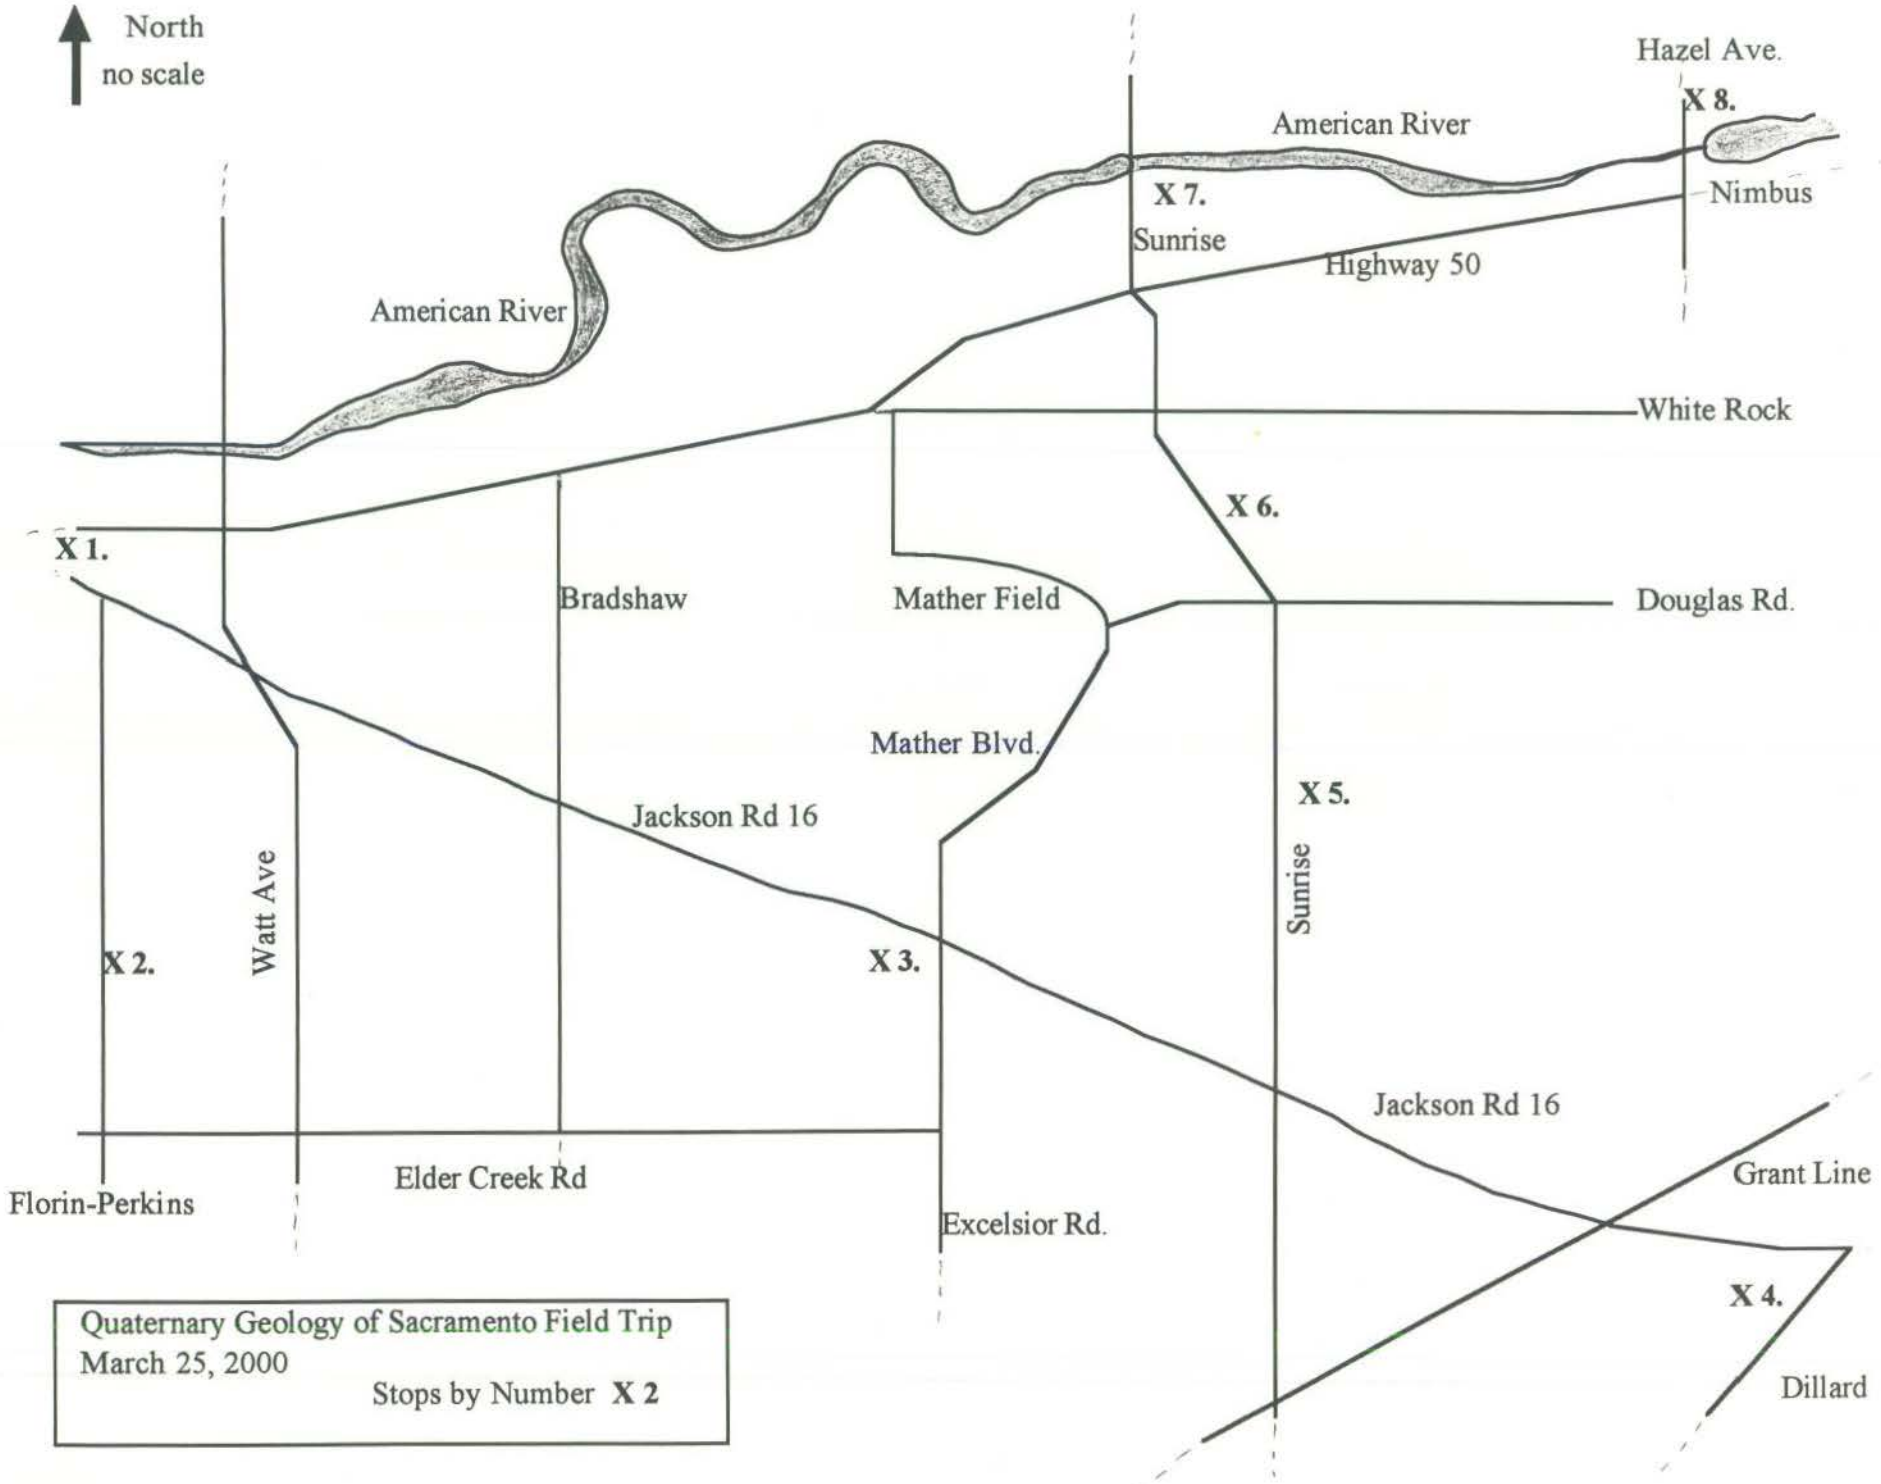 North
no scale
Hazel Ave.
X 8.
American River
X 7.
Nimbus
Sunrise
Highway 50
American River
White Rock
X 6.
X 1.
Bradshaw
Mather Field
Douglas Rd.
Mather Blvd.
X 5.
Jackson Rd 16
Watt Ave
Sunrise
X 2.
X 3.
Jackson Rd 16
Grant Line
Elder Creek Rd
Florin-Perkins
Excelsior Rd.
X 4.
Quaternary Geology of Sacramento Field Trip
March 25, 2000
Stops by Number X 2
Dillard